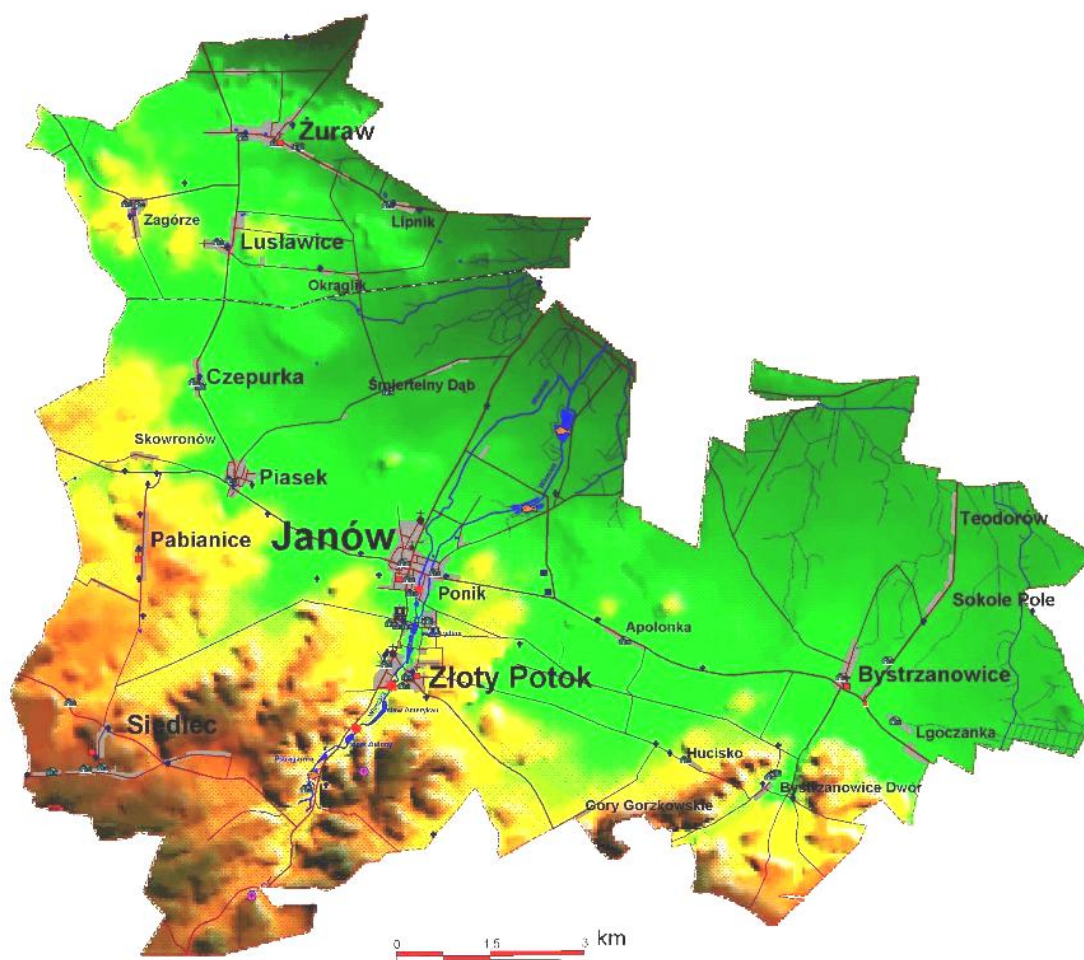 Żuraw
Lipnik
Zagórze
Lusławice
Okrąglik
Czepurka
Śmiertelny Dąb
Skowronów
Piasek
Teodorów
Pabianice
Janów
Ponik
Sokole Pole
Apolonka
Złoty Potok
Bystrzanowice
Siedlec
Lgoczanka
Hucisko
Bystrzanowice Dwór
Góry Gorzkowskie
0 1.5 3 km